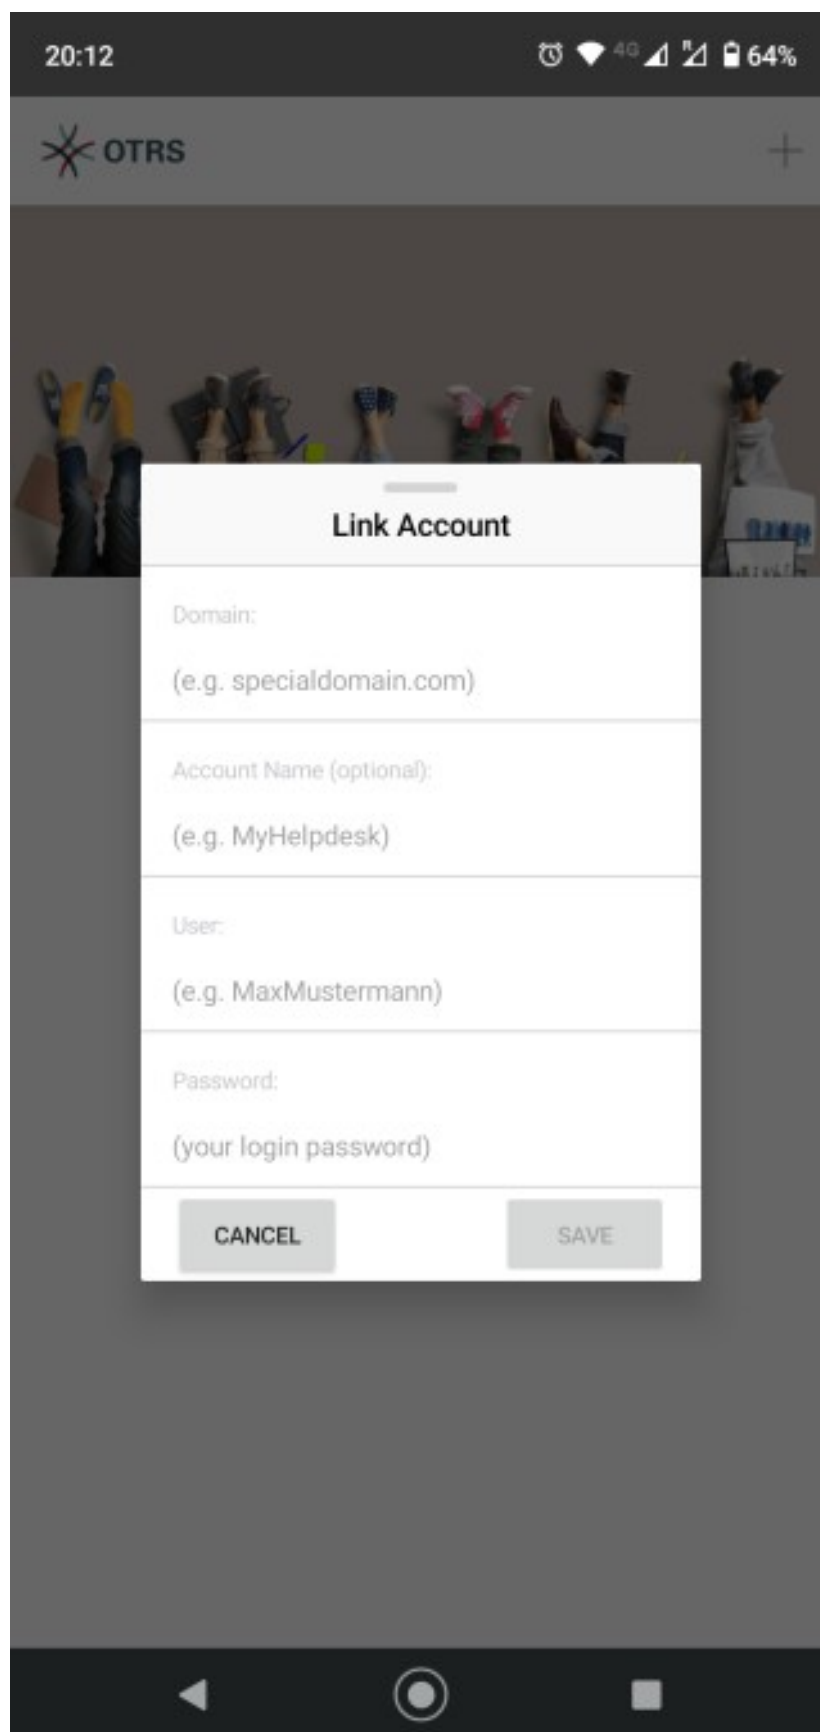 20:12
4G
R
64%
OTRS
Link Account
Domain:
(e.g. specialdomain.com)
Account Name (optional):
(e.g. MyHelpdesk)
User:
(e.g. MaxMustermann)
Password:
(your login password)
CANCEL
SAVE